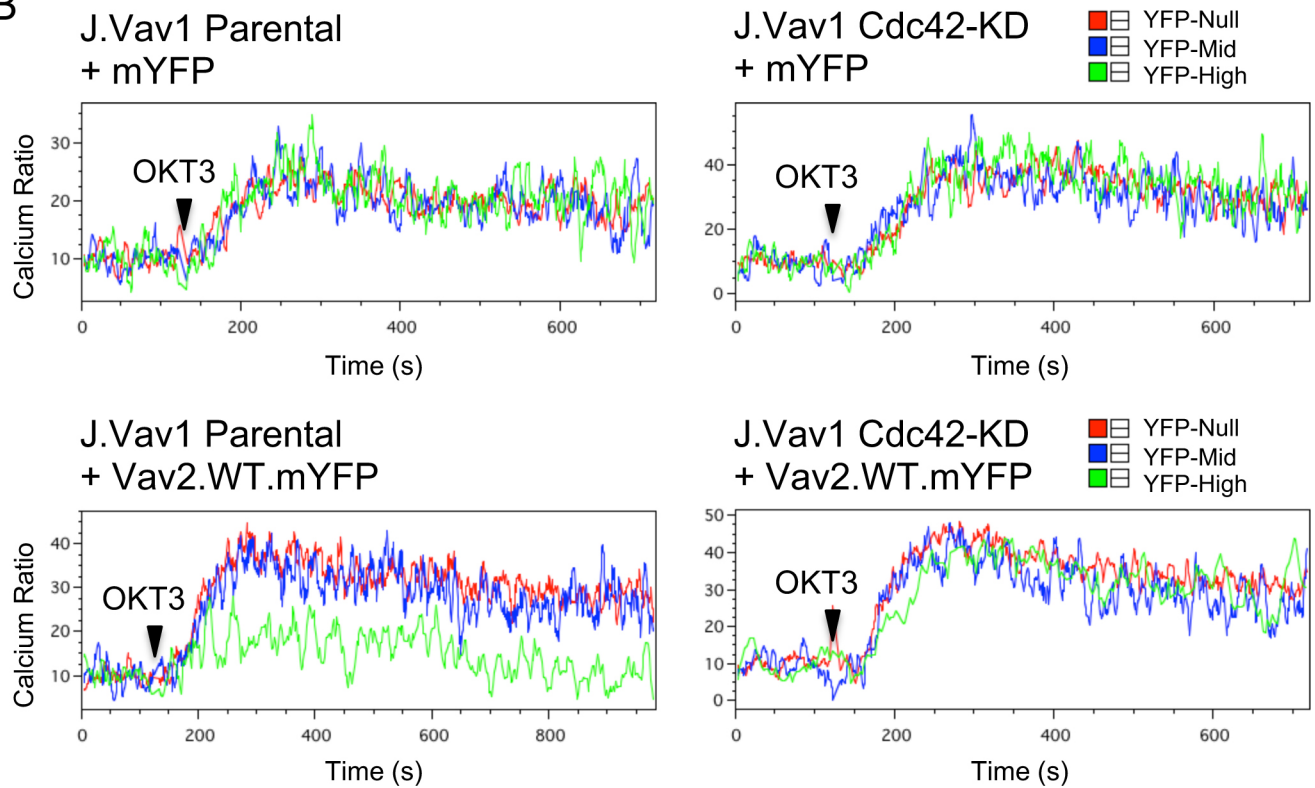 B
J.Vav1 Parental
+ mYFP
J.Vav1 Cdc42-KD
+ mYFP
YFP-Null
YFP-Mid
YFP-High
Calcium Ratio
30
20
10
OKT3
0 200 400 600
Time (s)
40
20
0
OKT3
0 200 400 600
Time (s)
J.Vav1 Parental
+ Vav2.WT.mYFP
J.Vav1 Cdc42-KD
+ Vav2.WT.mYFP
YFP-Null
YFP-Mid
YFP-High
Calcium Ratio
40
30
20
10
OKT3
0 200 400 600 800
Time (s)
50
40
30
20
10
0
OKT3
0 200 400 600
Time (s)